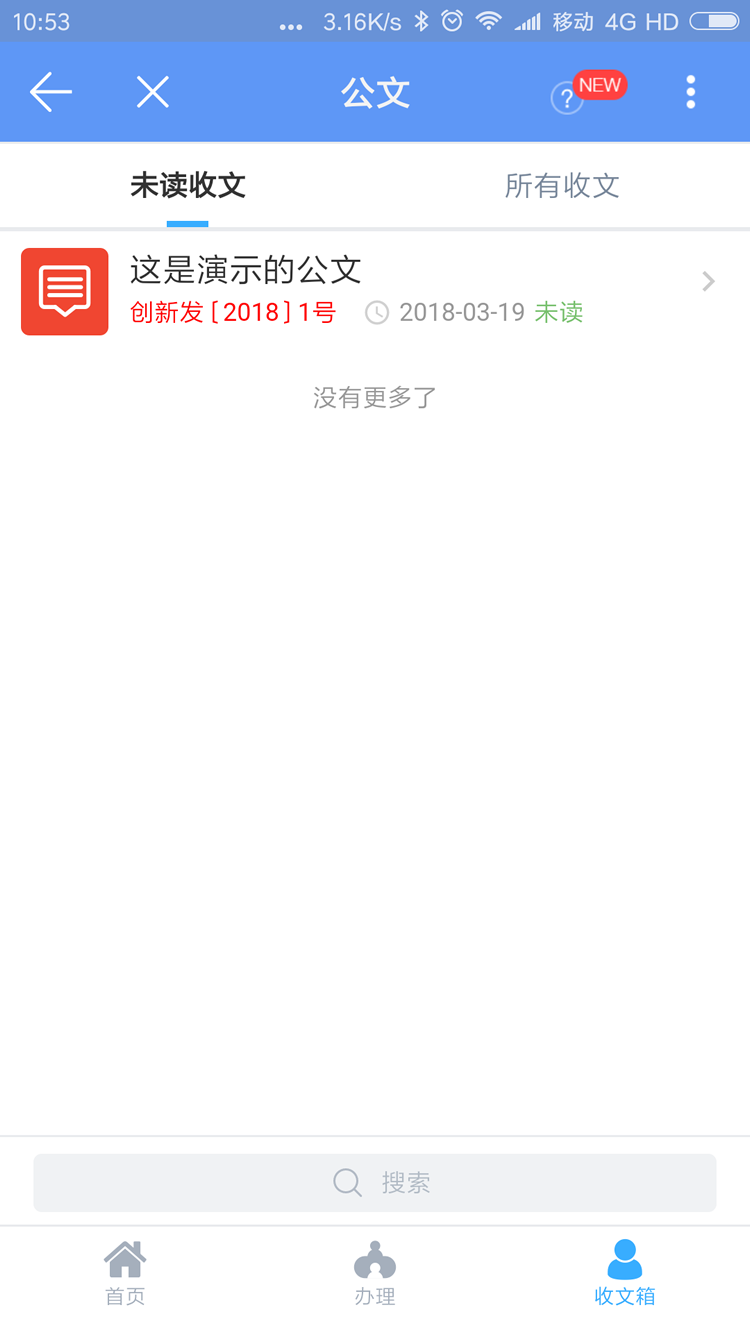 10:53 ... 3.16K/s 移动 4G HD
公文 ? NEW
未读收文 所有收文
这是演示的公文
创新发[2018]1号 2018-03-19 未读
没有更多了
搜索
首页 办理 收文箱